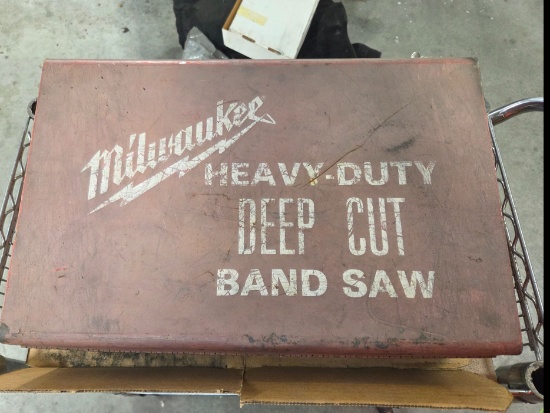 Milwaukee
HEAVY-DUTY
DEEP CUT
BAND SAW